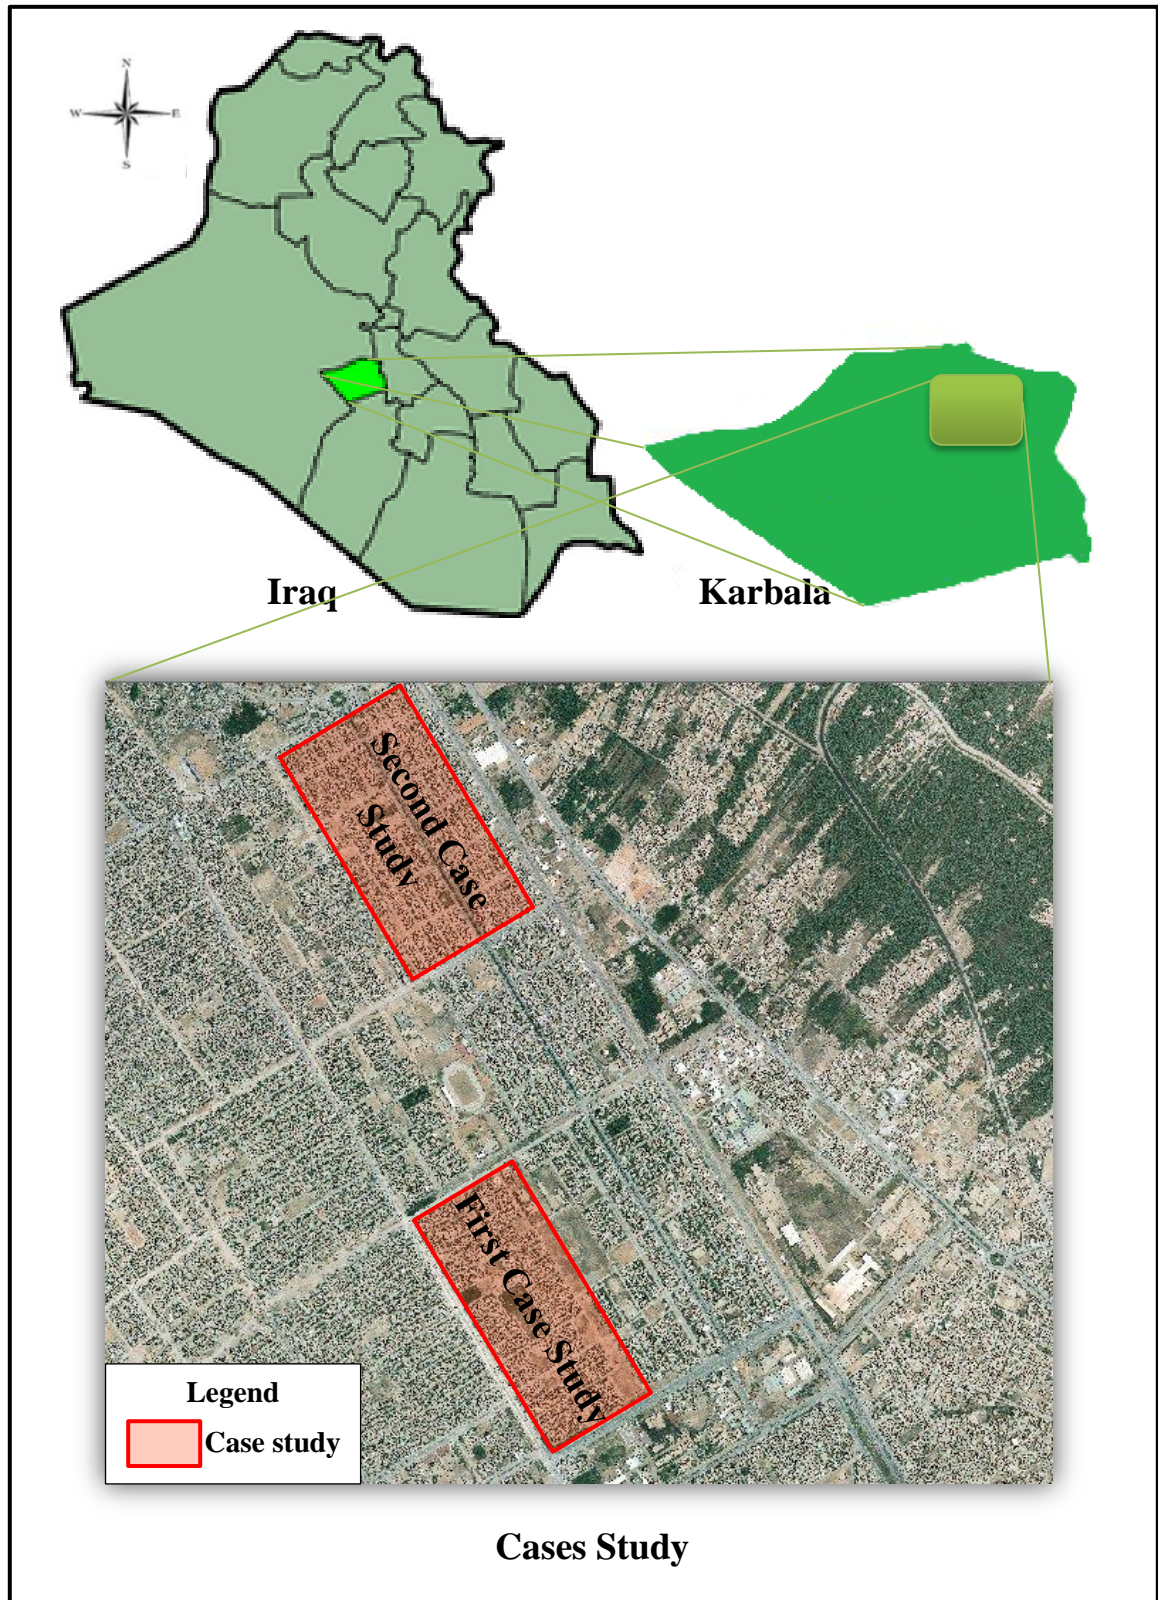 N
W E
S
Iraq
Karbala
Second Case
Study
First Case Study
Legend
Case study
Cases Study